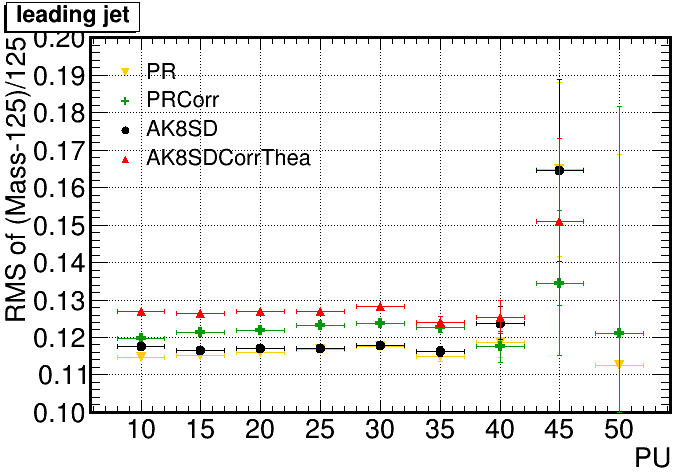 leading jet
RMS of (Mass-125)/125
0.20
0.19
0.18
0.17
0.16
0.15
0.14
0.13
0.12
0.11
0.10
PR
PRCorr
AK8SD
AK8SDCorrThea
10 15 20 25 30 35 40 45 50
PU